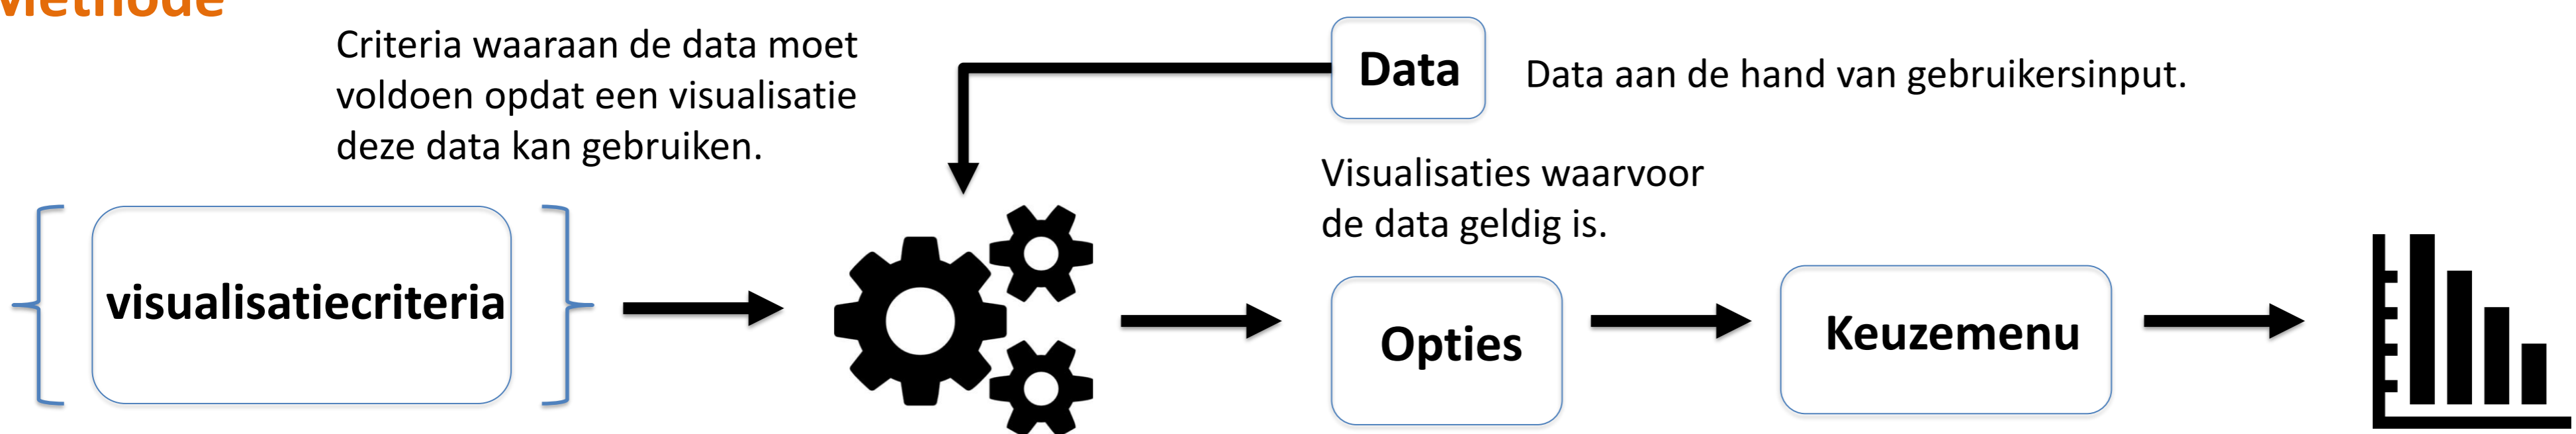 Methode
Criteria waaraan de data moet
voldoen opdat een visualisatie
deze data kan gebruiken.
Data
Data aan de hand van gebruikersinput.
Visualisaties waarvoor
de data geldig is.
visualisatiecriteria
Opties
Keuzemenu